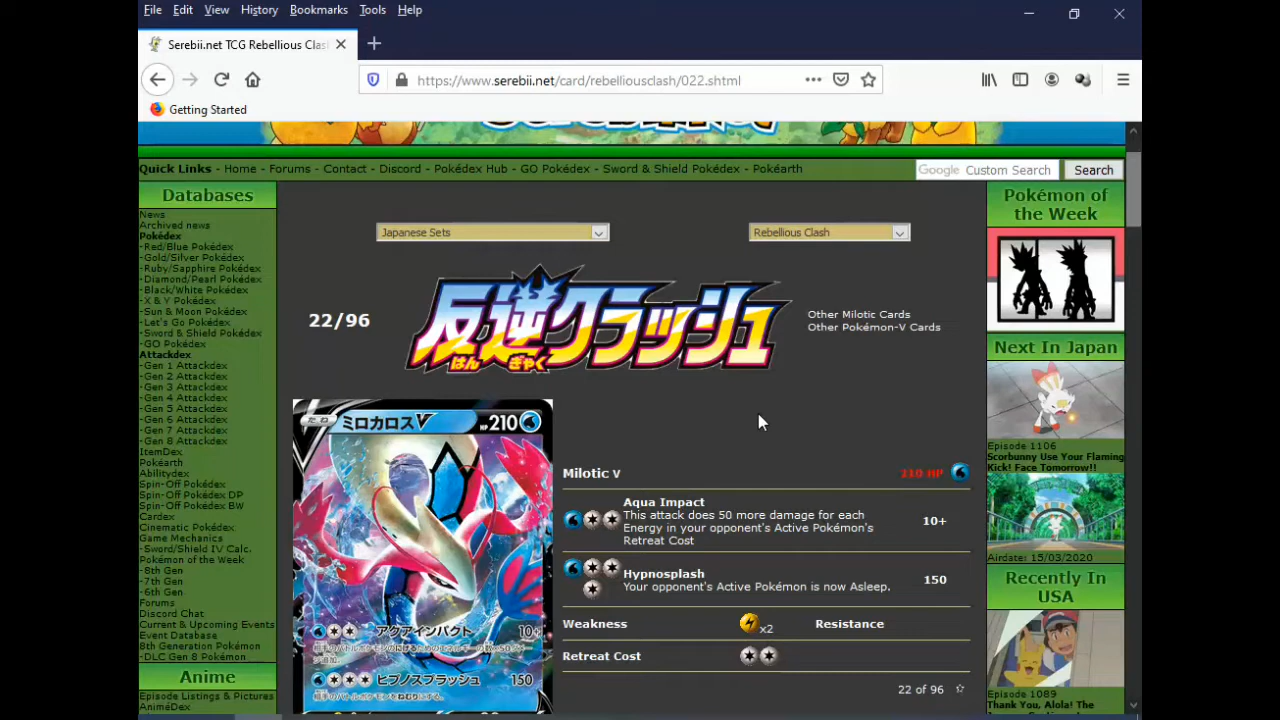 File Edit View History Bookmarks Tools Help
Serebii.net TCG Rebellious Clas
https://www.serebii.net/card/rebelliousclash/022.shtml
Getting Started
Quick Links - Home - Forums - Contact - Discord - Pokédex Hub - GO Pokédex - Sword & Shield Pokédex - Pokéarth
Google Custom Search
Search
Databases
News
Archived news
Pokédex
-Red/Blue Pokédex
-Gold/Silver Pokédex
-Ruby/Sapphire Pokédex
-Diamond/Pearl Pokédex
-Black/White Pokédex
-X & Y Pokédex
-Sun & Moon Pokédex
-Let's Go Pokédex
-Sword & Shield Pokédex
-GO Pokédex
Attackdex
-Gen 1 Attackdex
-Gen 2 Attackdex
-Gen 3 Attackdex
-Gen 4 Attackdex
-Gen 5 Attackdex
-Gen 6 Attackdex
-Gen 7 Attackdex
-Gen 8 Attackdex
ItemDex
Pokéarth
Abilitydex
Spin-Off Pokédex
Spin-Off Pokédex DP
Spin-Off Pokédex BW
Cardex
Cinematic Pokédex
Game Mechanics
-Sword/Shield IV Calc.
Pokémon of the Week
-8th Gen
-7th Gen
-6th Gen
Forums
Discord Chat
Current & Upcoming Events
Event Database
8th Generation Pokémon
-DLC Gen 8 Pokémon
Anime
Episode Listings & Pictures
AniméDex
Japanese Sets
Rebellious Clash
22/96
反逆クラッシュ
はんぎゃく
Other Milotic Cards
Other Pokémon-V Cards
たね
ミロカロスV
HP 210
アクアインパクト 10+
ヒプノスプラッシュ 150
Milotic V
210 HP
Aqua Impact
This attack does 50 more damage for each
Energy in your opponent's Active Pokémon's
Retreat Cost
10+
Hypnosplash
Your opponent's Active Pokémon is now Asleep.
150
Weakness
x2
Resistance
Retreat Cost
22 of 96
Pokémon of
the Week
Next In Japan
Episode 1106
Scorbunny Use Your Flaming
Kick! Face Tomorrow!!
Airdate: 15/03/2020
Recently In
USA
Episode 1089
Thank You, Alola! The